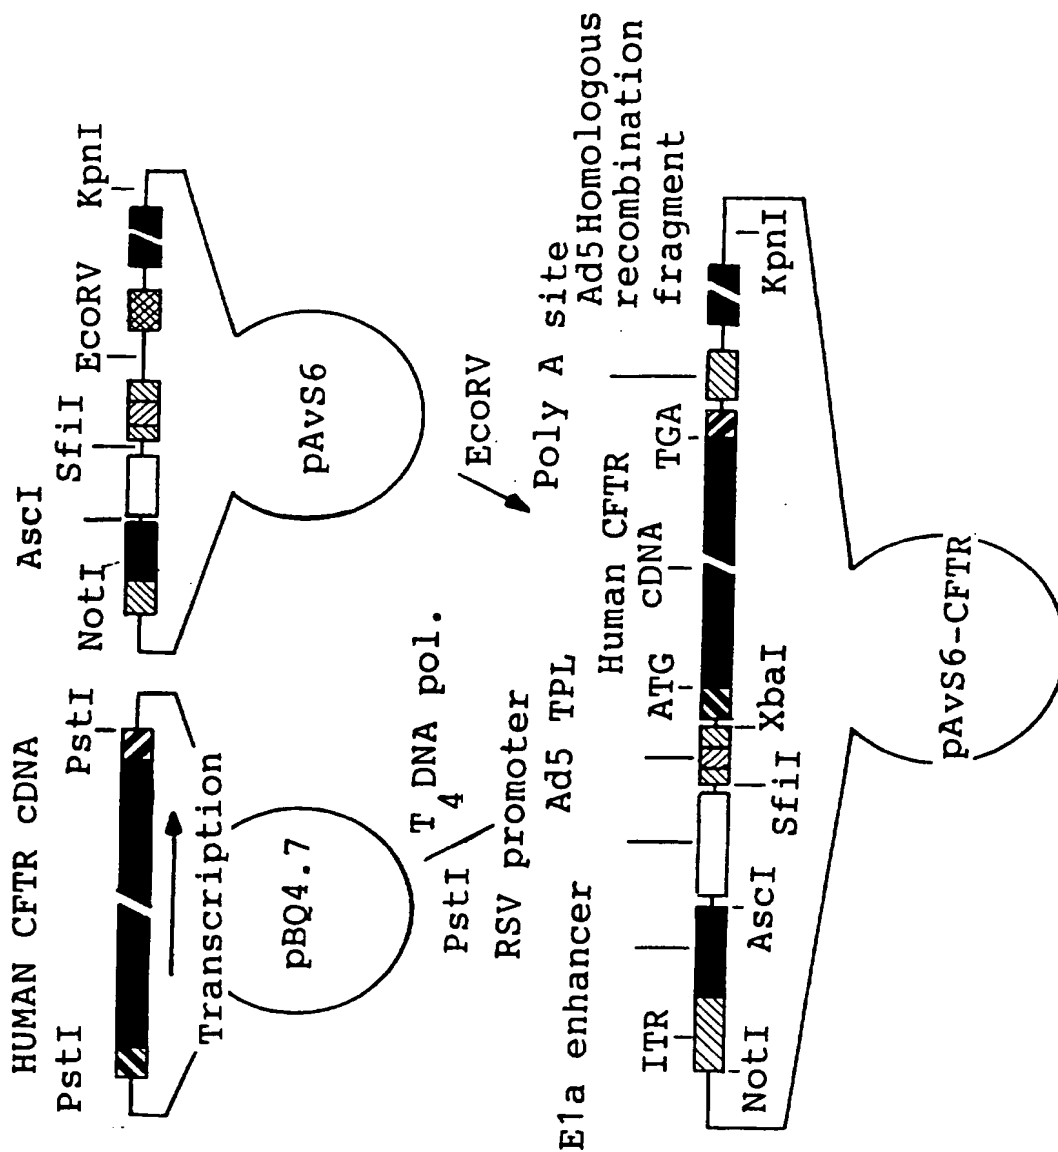 HUMAN CFTR cDNA
PstI
PstI
Transcription
pBQ4.7
NotI
AscI
SfiI
EcoRV
KpnI
pAvS6
PstI
T4 DNA pol.
EcoRV
E1a enhancer
RSV promoter
Ad5 TPL
Human CFTR
cDNA
Poly A site
Ad5 Homologous
recombination
fragment
ITR
ATG
TGA
NotI
AscI
SfiI
XbaI
KpnI
pAvS6-CFTR